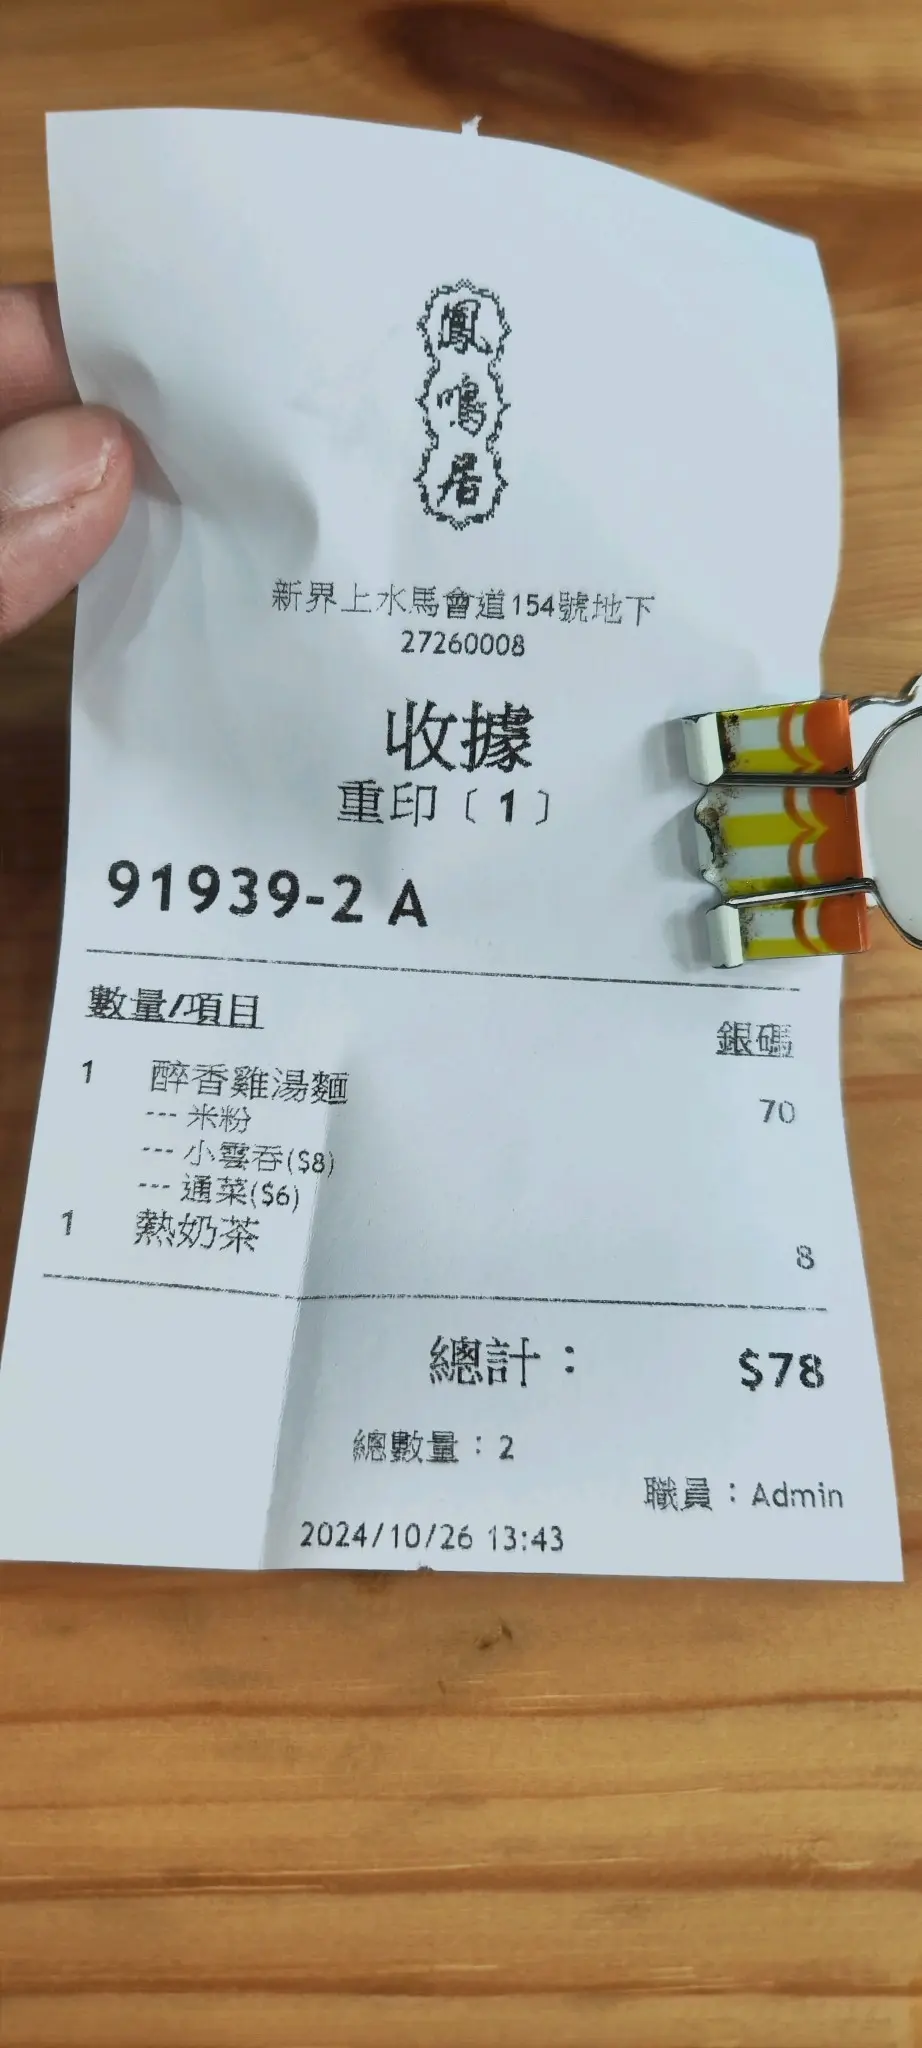 鳳鳴居
新界上水馬會道154號地下
27260008
收據
重印〔1〕
91939-2 A
數量/項目 銀碼
1 醉香雞湯麵 70
--- 米粉
--- 小雲吞($8)
--- 通菜($6)
1 熱奶茶 8
總計： $78
總數量：2
職員：Admin
2024/10/26 13:43